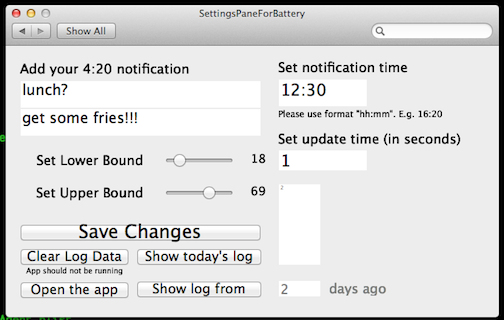 SettingsPaneForBattery
Show All
Add your 4:20 notification
lunch?
get some fries!!!
Set Lower Bound 18
Set Upper Bound 69
Save Changes
Clear Log Data
App should not be running
Show today's log
Open the app
Show log from
Set notification time
12:30
Please use format "hh:mm". E.g. 16:20
Set update time (in seconds)
1
2
2 days ago